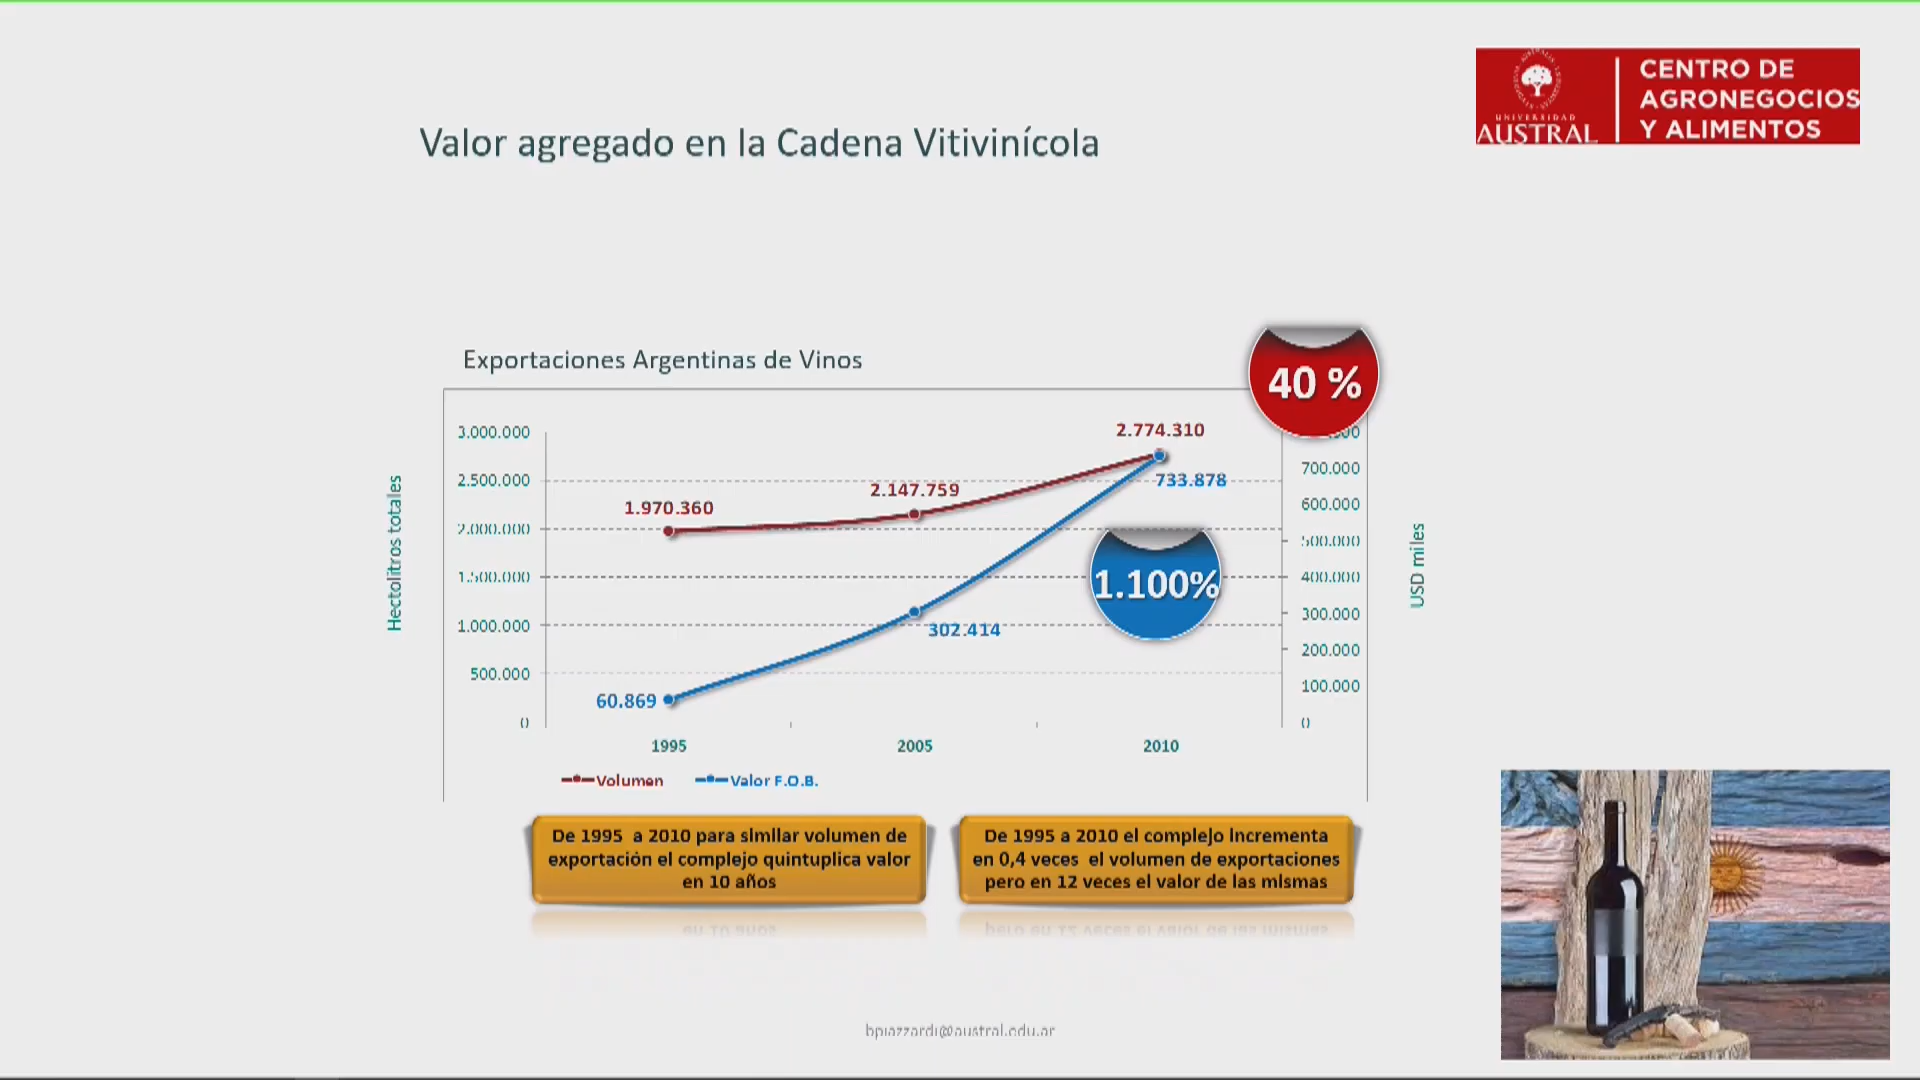 UNIVERSIDAD
AUSTRAL
CENTRO DE
AGRONEGOCIOS
Y ALIMENTOS
Valor agregado en la Cadena Vitivinícola
Exportaciones Argentinas de Vinos
40 %
Hectolitros totales
3.000.000
2.500.000
2.000.000
1.500.000
1.000.000
500.000
0
1.970.360
2.147.759
2.774.310
733.878
302.414
60.869
1.100%
700.000
600.000
500.000
400.000
300.000
200.000
100.000
0
USD miles
1995
2005
2010
Volumen
Valor F.O.B.
De 1995 a 2010 para similar volumen de
exportación el complejo quintuplica valor
en 10 años
De 1995 a 2010 el complejo incrementa
en 0,4 veces el volumen de exportaciones
pero en 12 veces el valor de las mismas
bpiazzardi@austral.edu.ar